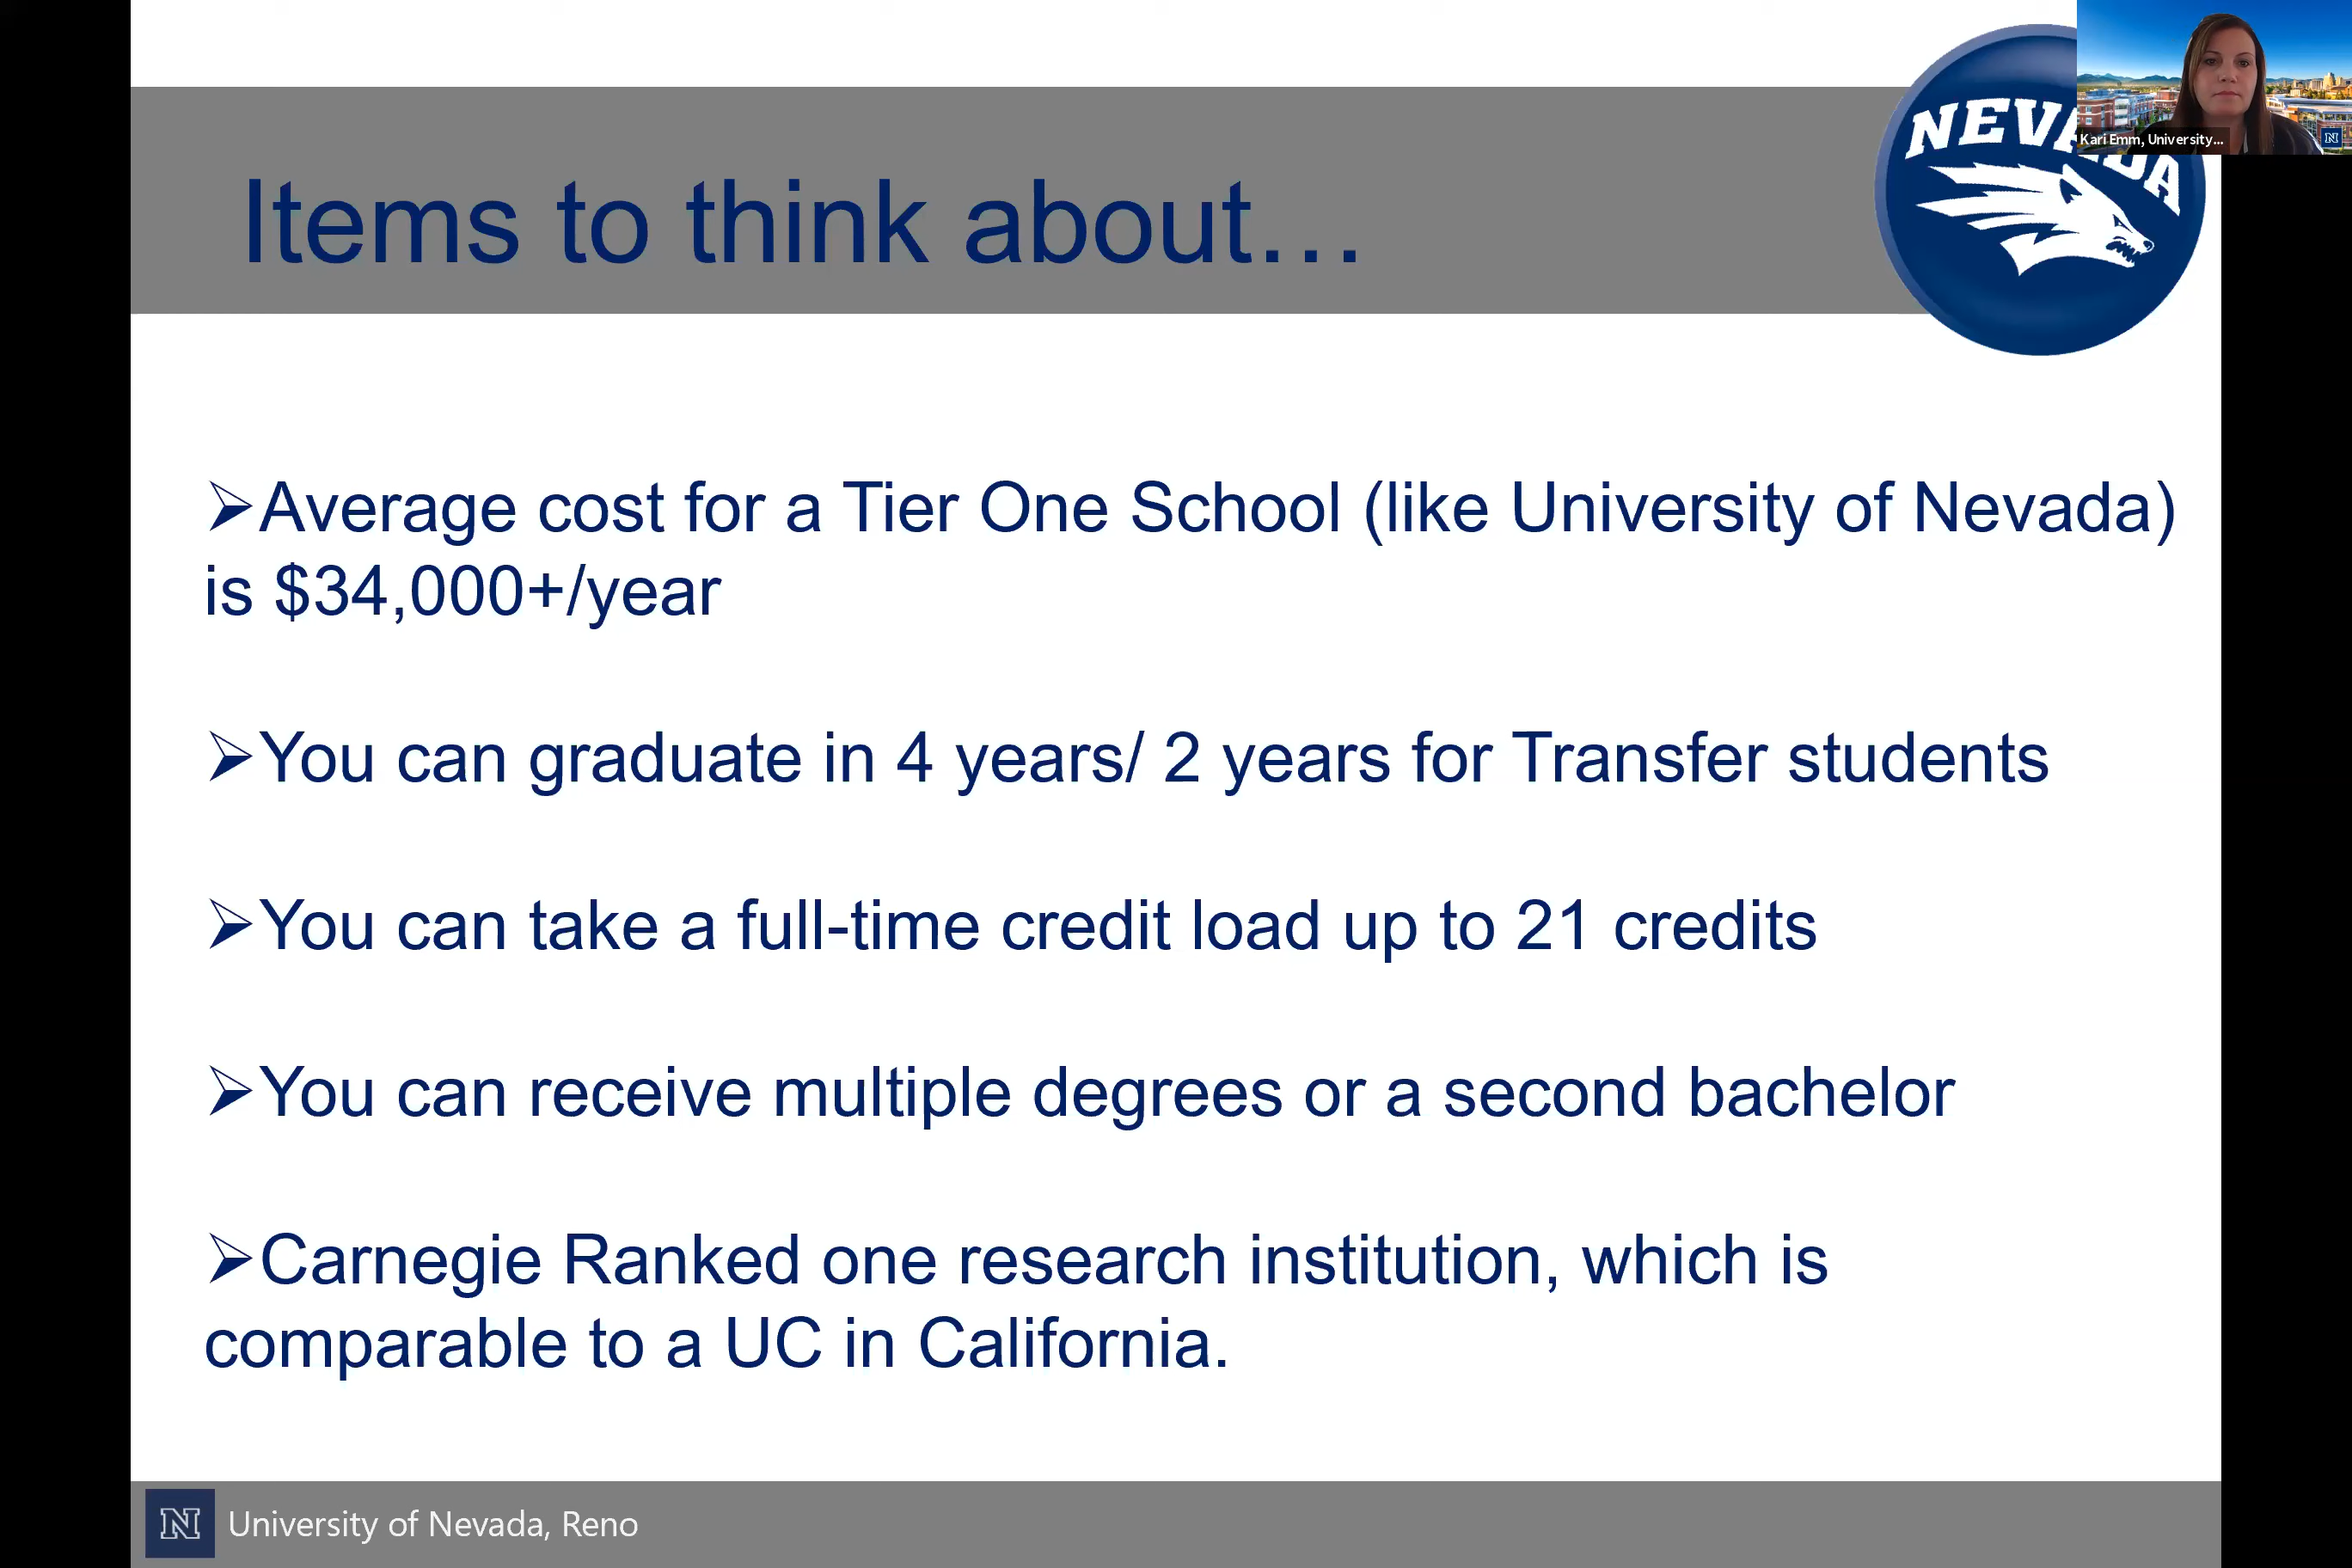 NEVADA
Kari Emm, University...
Items to think about...
➢Average cost for a Tier One School (like University of Nevada)
is $34,000+/year
➢You can graduate in 4 years/ 2 years for Transfer students
➢You can take a full-time credit load up to 21 credits
➢You can receive multiple degrees or a second bachelor
➢Carnegie Ranked one research institution, which is
comparable to a UC in California.
N University of Nevada, Reno